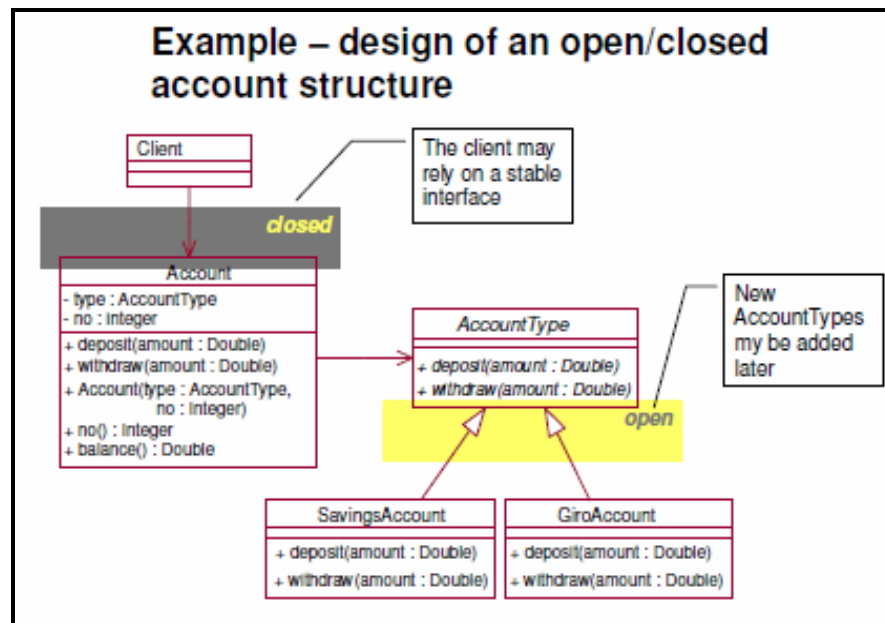 Example – design of an open/closed
account structure
Client
The client may
rely on a stable
interface
closed
Account
- type : AccountType
- no : Integer
+ deposit(amount : Double)
+ withdraw(amount : Double)
+ Account(type : AccountType,
no : Integer)
+ no() : Integer
+ balance() : Double
AccountType
+ deposit(amount : Double)
+ withdraw(amount : Double)
open
New
AccountTypes
my be added
later
SavingsAccount
+ deposit(amount : Double)
+ withdraw(amount : Double)
GiroAccount
+ deposit(amount : Double)
+ withdraw(amount : Double)